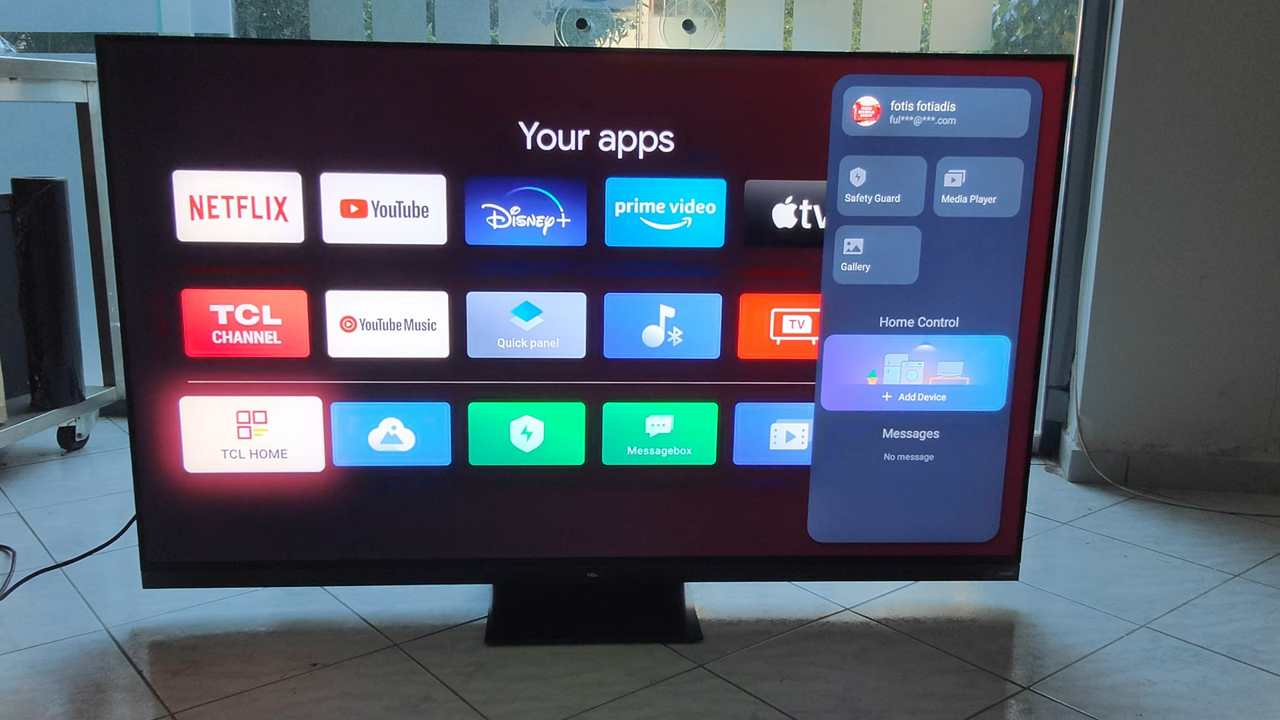 Your apps
NETFLIX
YouTube
Disney+
prime video
tv
TCL
CHANNEL
YouTube Music
Quick panel
TV
TCL HOME
Messagebox
fotis fotiadis
ful***@***.com
Safety Guard
Media Player
Gallery
Home Control
+ Add Device
Messages
No message
TCL